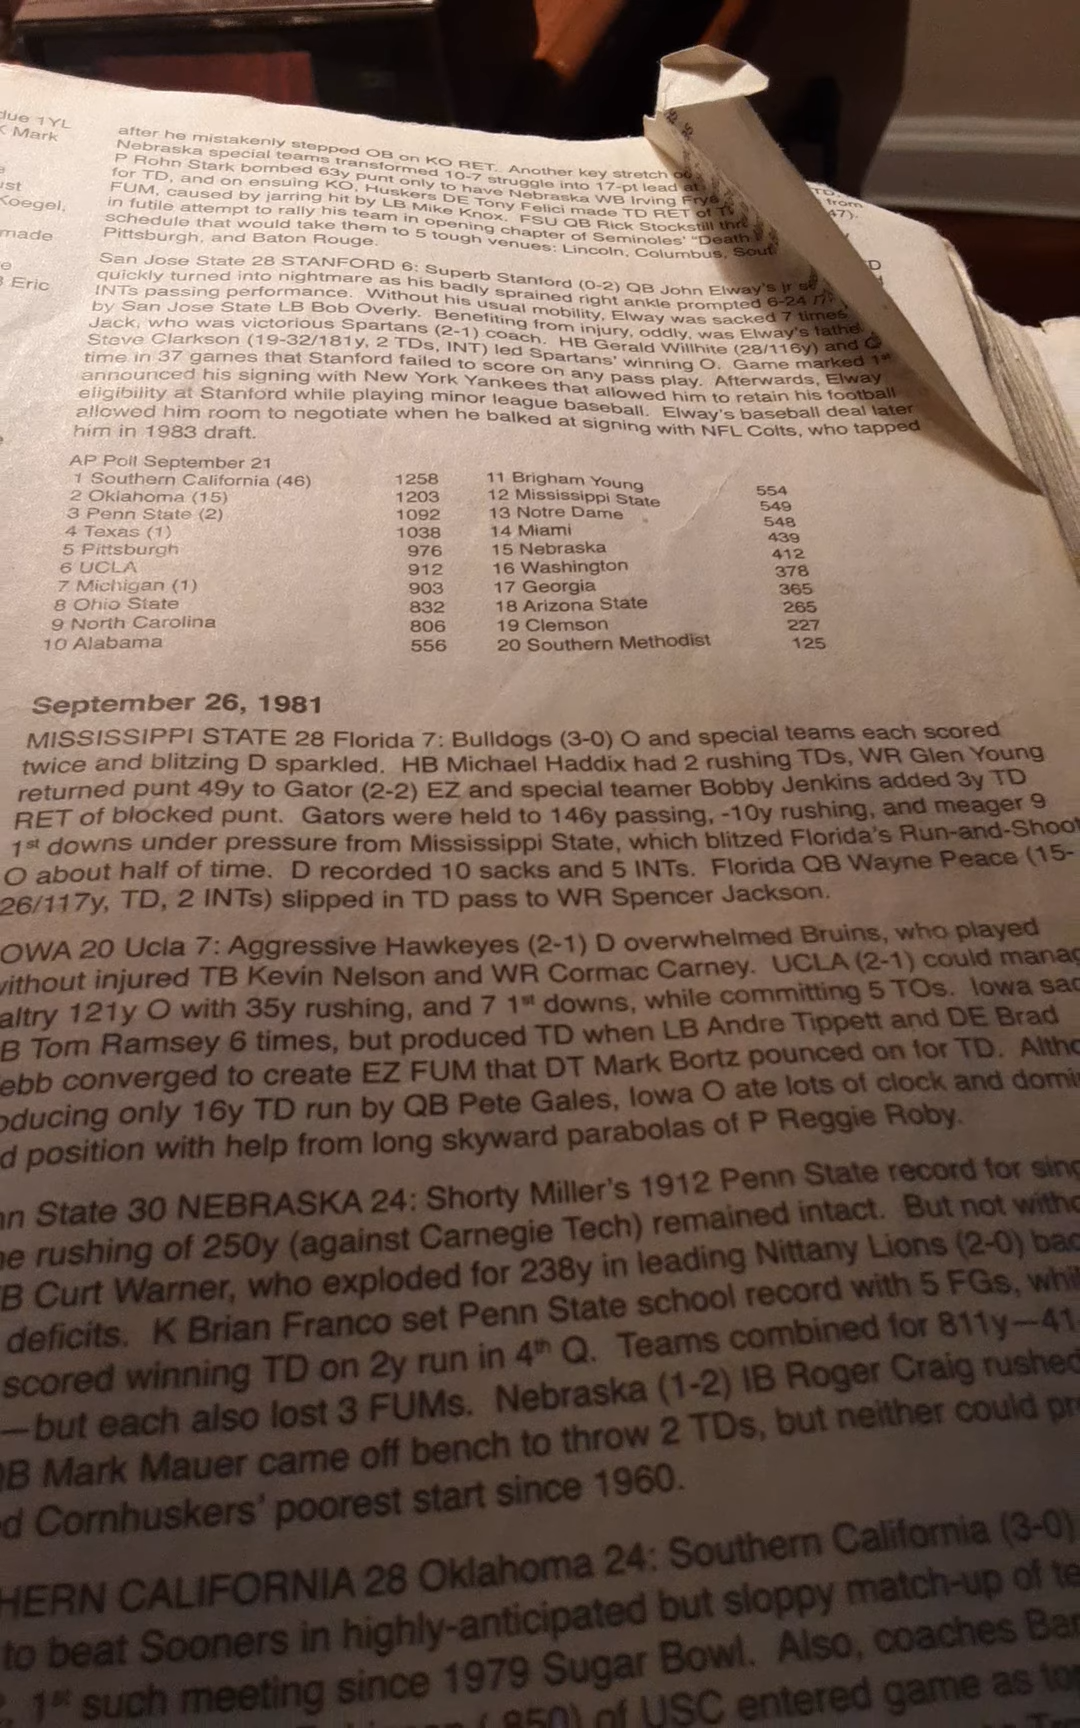 due 1YL
Mark
ust
Koegel,
made
Eric
after he mistakenly stepped OB on KO RET. Another key stretch
Nebraska special teams transformed 10-7 struggle into 17-pt lead
P Rohn Stark bombed 63y punt only to have Nebraska WB Irving Frye
for TD, and on ensuing KO, Huskers DE Tony Felici made TD RET of
FUM, caused by jarring hit by LB Mike Knox. FSU QB Rick Stockstill
in futile attempt to rally his team in opening chapter of Seminoles' "Death
schedule that would take them to 5 tough venues: Lincoln, Columbus,
Pittsburgh, and Baton Rouge.
from
47).
San Jose State 28 STANFORD 6: Superb Stanford (0-2) QB John Elway's jr
quickly turned into nightmare as his badly sprained right ankle prompted 6-24
INTs passing performance. Without his usual mobility, Elway was sacked 7 times
by San Jose State LB Bob Overly. Benefiting from injury, oddly, was Elway's
Jack, who was victorious Spartans (2-1) coach. HB Gerald Willhite (28/116y) and
Steve Clarkson (19-32/181y, 2 TDs, INT) led Spartans' winning O. Game marked 1st
time in 37 games that Stanford failed to score on any pass play. Afterwards, Elway
announced his signing with New York Yankees that allowed him to retain his football
eligibility at Stanford while playing minor league baseball. Elway's baseball deal later
allowed him room to negotiate when he balked at signing with NFL Colts, who tapped
him in 1983 draft.
AP Poll September 21
1 Southern California (46) 1258 11 Brigham Young 554
2 Oklahoma (15) 1203 12 Mississippi State 549
3 Penn State (2) 1092 13 Notre Dame 548
4 Texas (1) 1038 14 Miami 439
5 Pittsburgh 976 15 Nebraska 412
6 UCLA 912 16 Washington 378
7 Michigan (1) 903 17 Georgia 365
8 Ohio State 832 18 Arizona State 265
9 North Carolina 806 19 Clemson 227
10 Alabama 556 20 Southern Methodist 125
September 26, 1981
MISSISSIPPI STATE 28 Florida 7: Bulldogs (3-0) O and special teams each scored
twice and blitzing D sparkled. HB Michael Haddix had 2 rushing TDs, WR Glen Young
returned punt 49y to Gator (2-2) EZ and special teamer Bobby Jenkins added 3y TD
RET of blocked punt. Gators were held to 146y passing, -10y rushing, and meager 9
1st downs under pressure from Mississippi State, which blitzed Florida's Run-and-Shoot
O about half of time. D recorded 10 sacks and 5 INTs. Florida QB Wayne Peace (15-
26/117y, TD, 2 INTs) slipped in TD pass to WR Spencer Jackson.
OWA 20 Ucla 7: Aggressive Hawkeyes (2-1) D overwhelmed Bruins, who played
without injured TB Kevin Nelson and WR Cormac Carney. UCLA (2-1) could manag
altry 121y O with 35y rushing, and 7 1st downs, while committing 5 TOs. Iowa sac
B Tom Ramsey 6 times, but produced TD when LB Andre Tippett and DE Brad
ebb converged to create EZ FUM that DT Mark Bortz pounced on for TD. Altho
oducing only 16y TD run by QB Pete Gales, Iowa O ate lots of clock and domi
d position with help from long skyward parabolas of P Reggie Roby.
nn State 30 NEBRASKA 24: Shorty Miller's 1912 Penn State record for sing
e rushing of 250y (against Carnegie Tech) remained intact. But not witho
B Curt Warner, who exploded for 238y in leading Nittany Lions (2-0) bac
deficits. K Brian Franco set Penn State school record with 5 FGs, whil
scored winning TD on 2y run in 4th Q. Teams combined for 811y—41
—but each also lost 3 FUMs. Nebraska (1-2) IB Roger Craig rushed
QB Mark Mauer came off bench to throw 2 TDs, but neither could pr
d Cornhuskers' poorest start since 1960.
HERN CALIFORNIA 28 Oklahoma 24: Southern California (3-0)
to beat Sooners in highly-anticipated but sloppy match-up of te
1st such meeting since 1979 Sugar Bowl. Also, coaches Bar
(.850) of USC entered game as